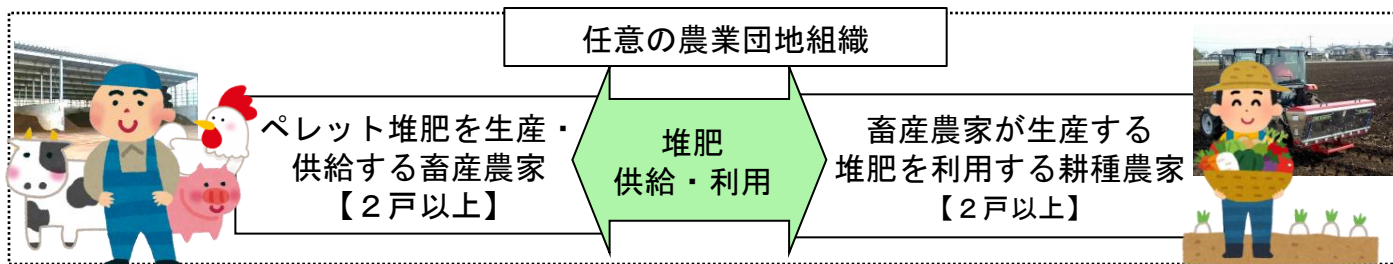 任意の農業団地組織
ペレット堆肥を生産・
供給する畜産農家
【２戸以上】
堆肥
供給・利用
畜産農家が生産する
堆肥を利用する耕種農家
【２戸以上】